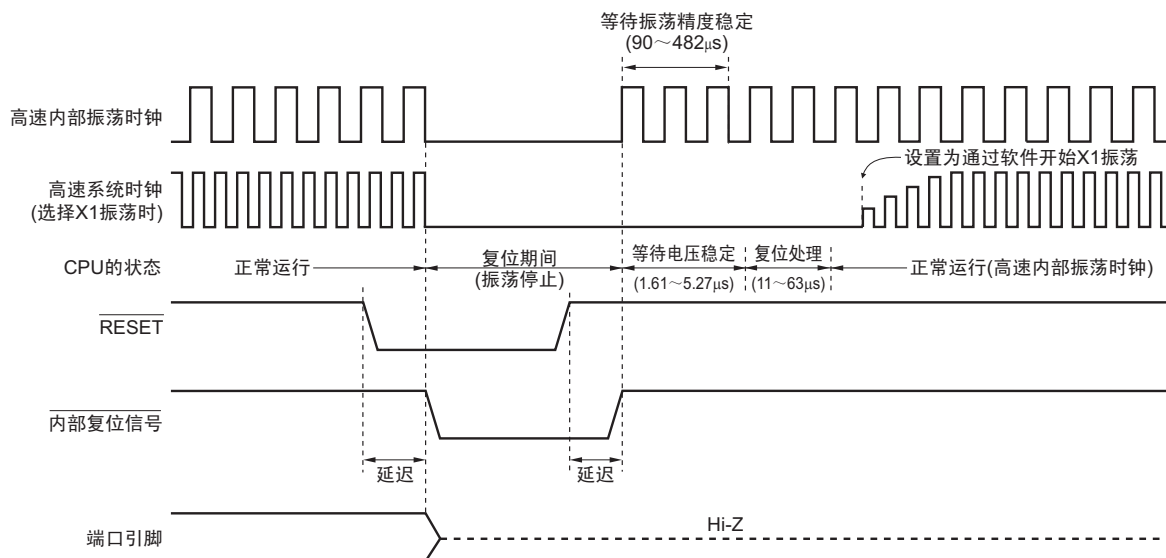 等待振荡精度稳定
(90～482μs)
高速内部振荡时钟
设置为通过软件开始X1振荡
高速系统时钟
(选择X1振荡时)
CPU的状态
正常运行
复位期间
(振荡停止)
等待电压稳定
(1.61～5.27μs)
复位处理
(11～63μs)
正常运行(高速内部振荡时钟)
RESET
内部复位信号
延迟
延迟
端口引脚
Hi-Z